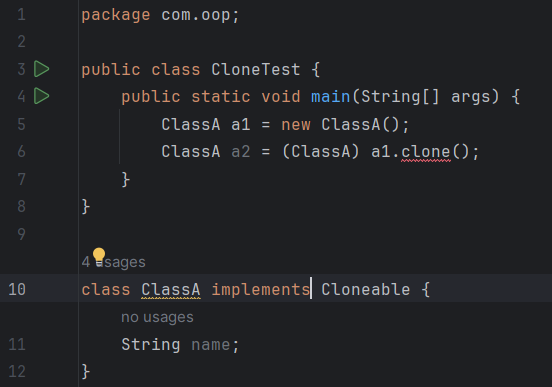 1 package com.oop;
2
3 public class CloneTest {
4 public static void main(String[] args) {
5 ClassA a1 = new ClassA();
6 ClassA a2 = (ClassA) a1.clone();
7 }
8 }
9
4 usages
10 class ClassA implements Cloneable {
no usages
11 String name;
12 }